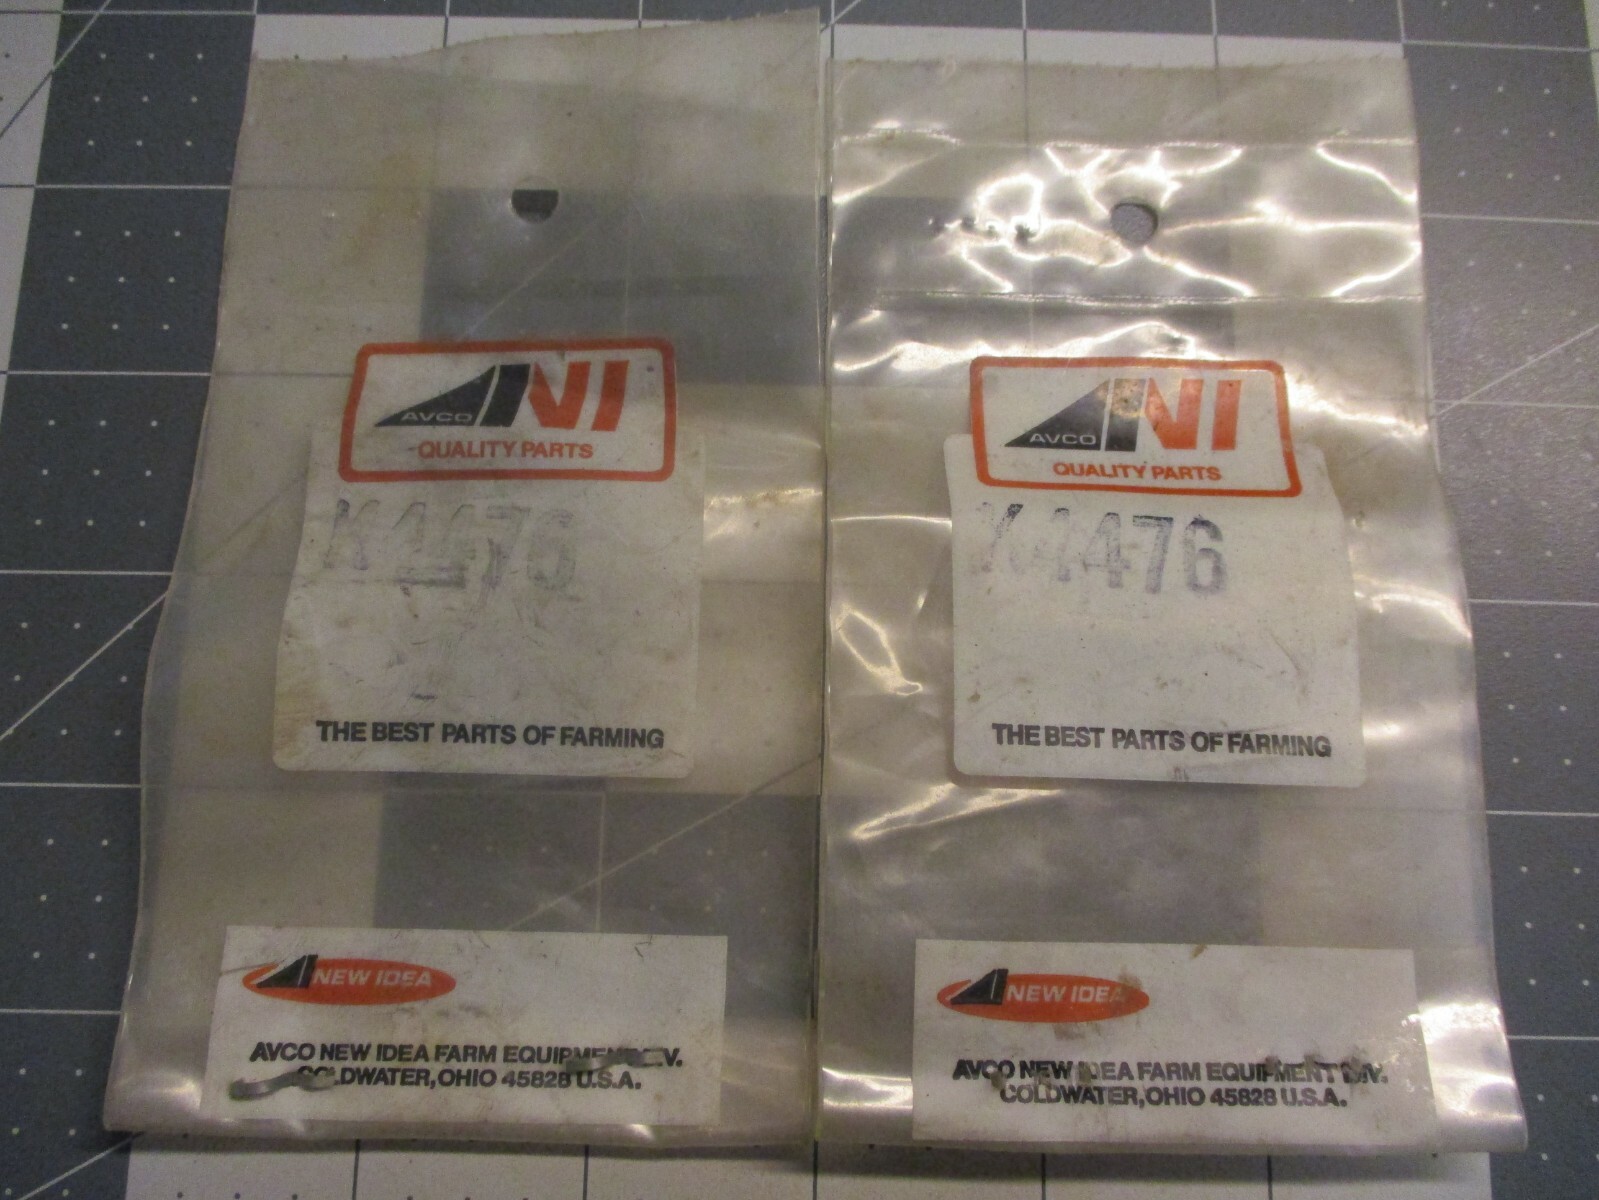 AVCO NI
QUALITY PARTS
K4476
THE BEST PARTS OF FARMING
NEW IDEA
AVCO NEW IDEA FARM EQUIPMENT DIV.
COLDWATER, OHIO 45828 U.S.A.
AVCO NI
QUALITY PARTS
K4476
THE BEST PARTS OF FARMING
NEW IDEA
AVCO NEW IDEA FARM EQUIPMENT DIV.
COLDWATER, OHIO 45828 U.S.A.